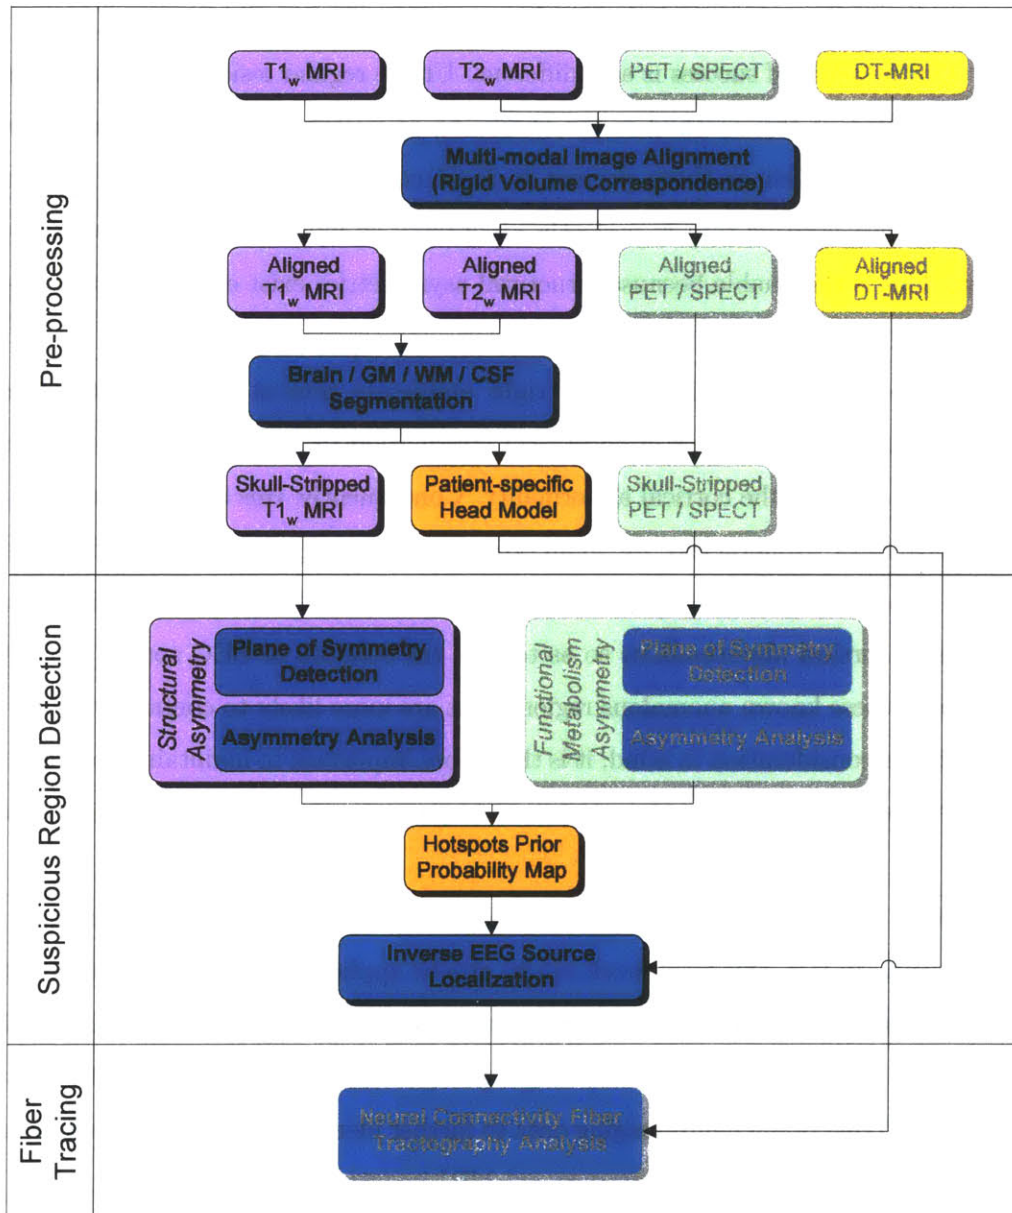 Pre-processing
T1w MRI
T2w MRI
PET / SPECT
DT-MRI
Multi-modal Image Alignment
(Rigid Volume Correspondence)
Aligned
T1w MRI
Aligned
T2w MRI
Aligned
PET / SPECT
Aligned
DT-MRI
Brain / GM / WM / CSF
Segmentation
Skull-Stripped
T1w MRI
Patient-specific
Head Model
Skull-Stripped
PET / SPECT
Suspicious Region Detection
Structural
Asymmetry
Plane of Symmetry
Detection
Asymmetry Analysis
Functional
Metabolism
Asymmetry
Plane of Symmetry
Detection
Asymmetry Analysis
Hotspots Prior
Probability Map
Inverse EEG Source
Localization
Fiber
Tracing
Neural Connectivity Fiber
Tractography Analysis